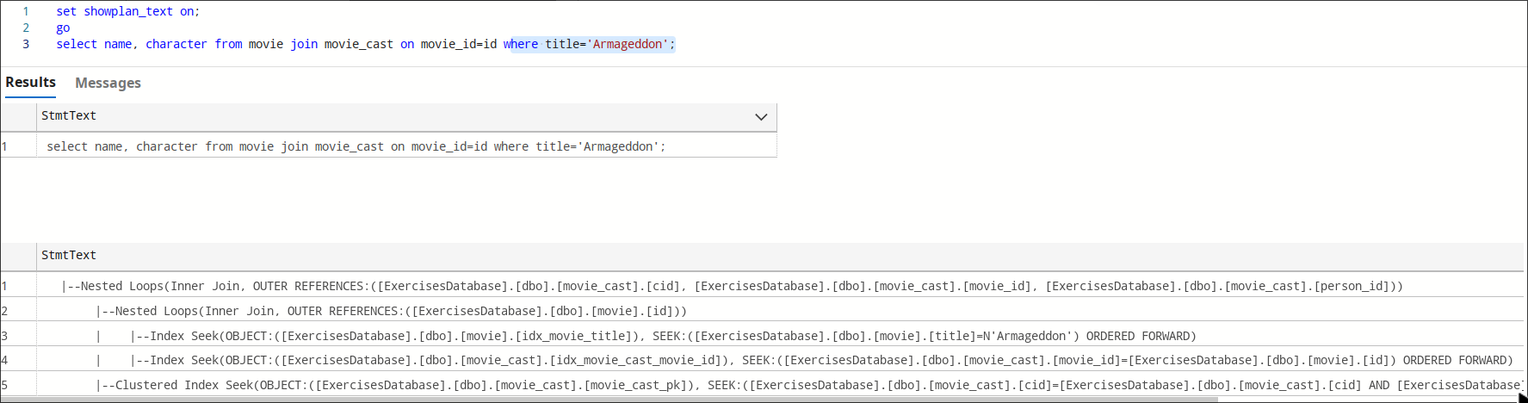 1 set showplan_text on;
2 go
3 select name, character from movie join movie_cast on movie_id=id where title='Armageddon';
Results Messages
StmtText
1 select name, character from movie join movie_cast on movie_id=id where title='Armageddon';
StmtText
1 |--Nested Loops(Inner Join, OUTER REFERENCES:([ExercisesDatabase].[dbo].[movie_cast].[cid], [ExercisesDatabase].[dbo].[movie_cast].[movie_id], [ExercisesDatabase].[dbo].[movie_cast].[person_id]))
2 |--Nested Loops(Inner Join, OUTER REFERENCES:([ExercisesDatabase].[dbo].[movie].[id]))
3 | |--Index Seek(OBJECT:([ExercisesDatabase].[dbo].[movie].[idx_movie_title]), SEEK:([ExercisesDatabase].[dbo].[movie].[title]=N'Armageddon') ORDERED FORWARD)
4 | |--Index Seek(OBJECT:([ExercisesDatabase].[dbo].[movie_cast].[idx_movie_cast_movie_id]), SEEK:([ExercisesDatabase].[dbo].[movie_cast].[movie_id]=[ExercisesDatabase].[dbo].[movie].[id]) ORDERED FORWARD)
5 |--Clustered Index Seek(OBJECT:([ExercisesDatabase].[dbo].[movie_cast].[movie_cast_pk]), SEEK:([ExercisesDatabase].[dbo].[movie_cast].[cid]=[ExercisesDatabase].[dbo].[movie_cast].[cid] AND [ExercisesDatabase]